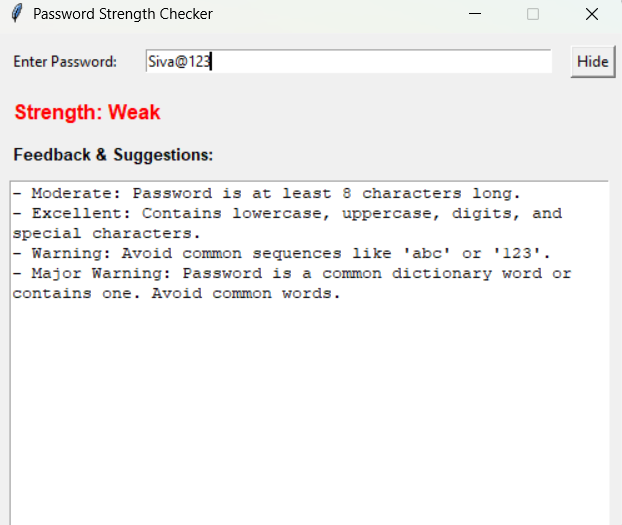 Password Strength Checker
Enter Password: Siva@123 Hide
Strength: Weak
Feedback & Suggestions:
- Moderate: Password is at least 8 characters long.
- Excellent: Contains lowercase, uppercase, digits, and
special characters.
- Warning: Avoid common sequences like 'abc' or '123'.
- Major Warning: Password is a common dictionary word or
contains one. Avoid common words.